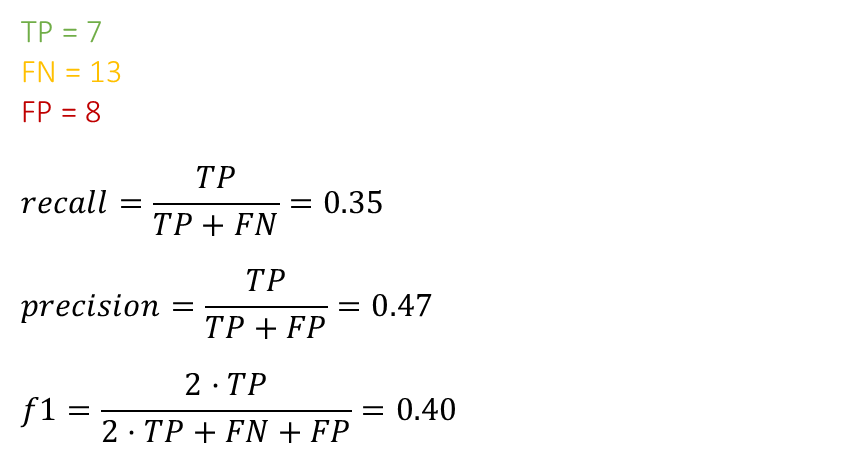 TP = 7
FN = 13
FP = 8
recall = TP / (TP + FN) = 0.35
precision = TP / (TP + FP) = 0.47
f1 = 2 · TP / (2 · TP + FN + FP) = 0.40